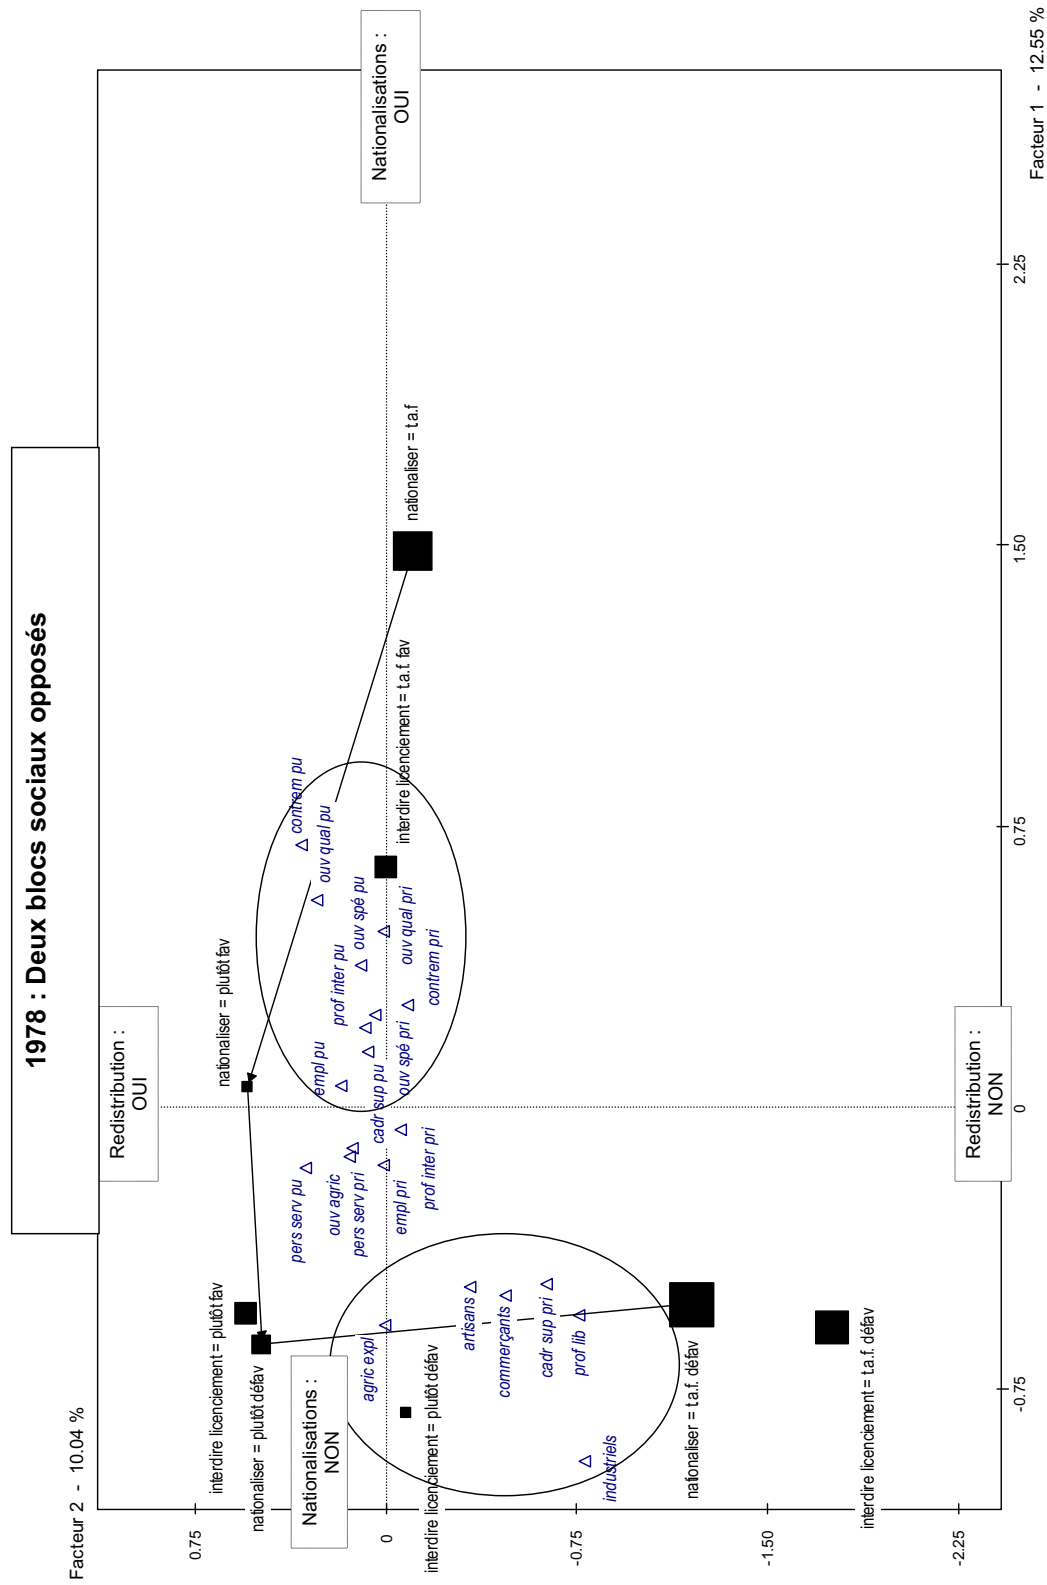 1978 : Deux blocs sociaux opposés
Facteur 2 - 10.04 %
Redistribution :
OUI
nationaliser = plutôt fav
interdire licenciement = plutôt fav
nationaliser = plutôt défav
0.75
contrem pu
pers serv pu
ouv qual pu
empl pu
ouv agric
prof inter pu
ouv spé pu
pers serv pri
cadr sup pu
Nationalisations :
NON
Nationalisations :
OUI
0
agric expl
empl pri
ouv spé pri
ouv qual pri
interdire licenciement = t.a.f. fav
nationaliser = t.a.f
prof inter pri
contrem pri
interdire licenciement = plutôt défav
artisans
commerçants
cadr sup pri
prof lib
-0.75
industriels
nationaliser = t.a.f. défav
-1.50
interdire licenciement = t.a.f. défav
-2.25
Redistribution :
NON
-0.75
0
0.75
1.50
2.25
Facteur 1 - 12.55 %